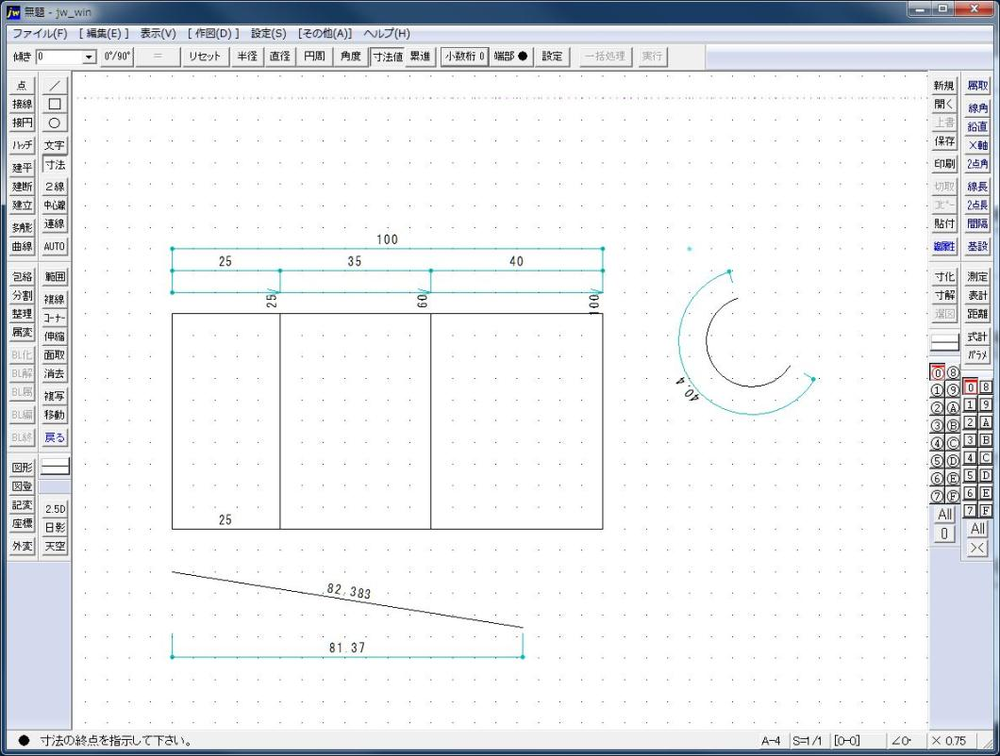 無題 - jw_win
ファイル(F) [編集(E)] 表示(V) [作図(D)] 設定(S) [その他(A)] ヘルプ(H)
傾き 0 0°/90° = リセット 半径 直径 円周 角度 寸法値 累進 小数桁 0 端部 ● 設定 一括処理 実行
点 ／
接線 □
接円 ○
ハッチ 文字
建平 寸法
建断 2線
建立 中心線
多角形 連線
曲線 AUTO
包絡 範囲
分割 複線
整理 コーナー
属変 伸縮
BL化 面取
BL解 消去
BL属 複写
BL編 移動
BL終 戻る
図形
図登
記変 2.5D
座標 日影
外変 天空
100
25 35 40
25 60 100
25
82.383
81.37
40.4
新規 属取
開く 線角
上書 鉛直
保存 X軸
印刷 2点角
切取 線長
コピー 2点長
貼付 間隔
線属性 基設
寸化 測定
寸解 表計
選図 距離
式計
パラメ
0 8 0 8
1 9 1 9
2 A 2 A
3 B 3 B
4 C 4 C
5 D 5 D
6 E 6 E
7 F 7 F
All All
0 ><
● 寸法の終点を指示して下さい。 A-4 S=1/1 [0-0] ∠0 × 0.75